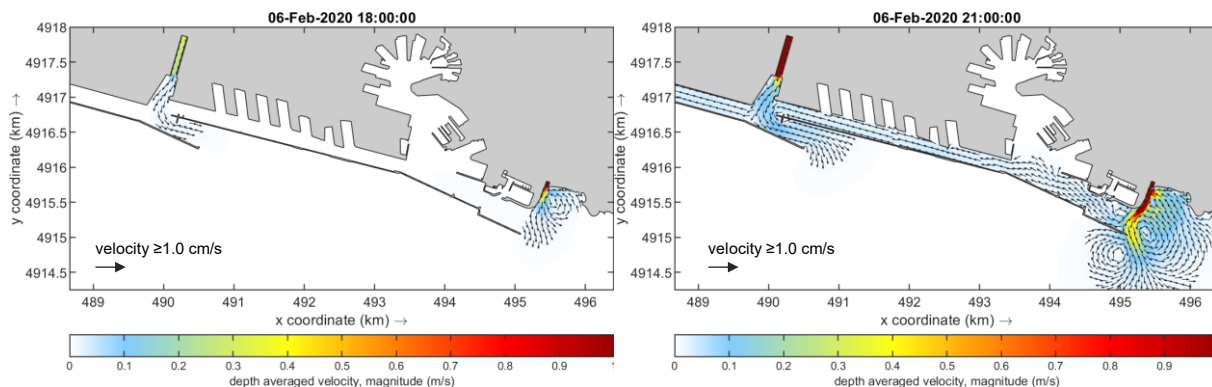 06-Feb-2020 18:00:00
4918
4917.5
4917
4916.5
4916
4915.5
4915
4914.5
y coordinate (km) →
velocity ≥1.0 cm/s
489 490 491 492 493 494 495 496
x coordinate (km) →
0 0.1 0.2 0.3 0.4 0.5 0.6 0.7 0.8 0.9 1
depth averaged velocity, magnitude (m/s)
06-Feb-2020 21:00:00
4918
4917.5
4917
4916.5
4916
4915.5
4915
4914.5
y coordinate (km) →
velocity ≥1.0 cm/s
489 490 491 492 493 494 495 496
x coordinate (km) →
0 0.1 0.2 0.3 0.4 0.5 0.6 0.7 0.8 0.9
depth averaged velocity, magnitude (m/s)